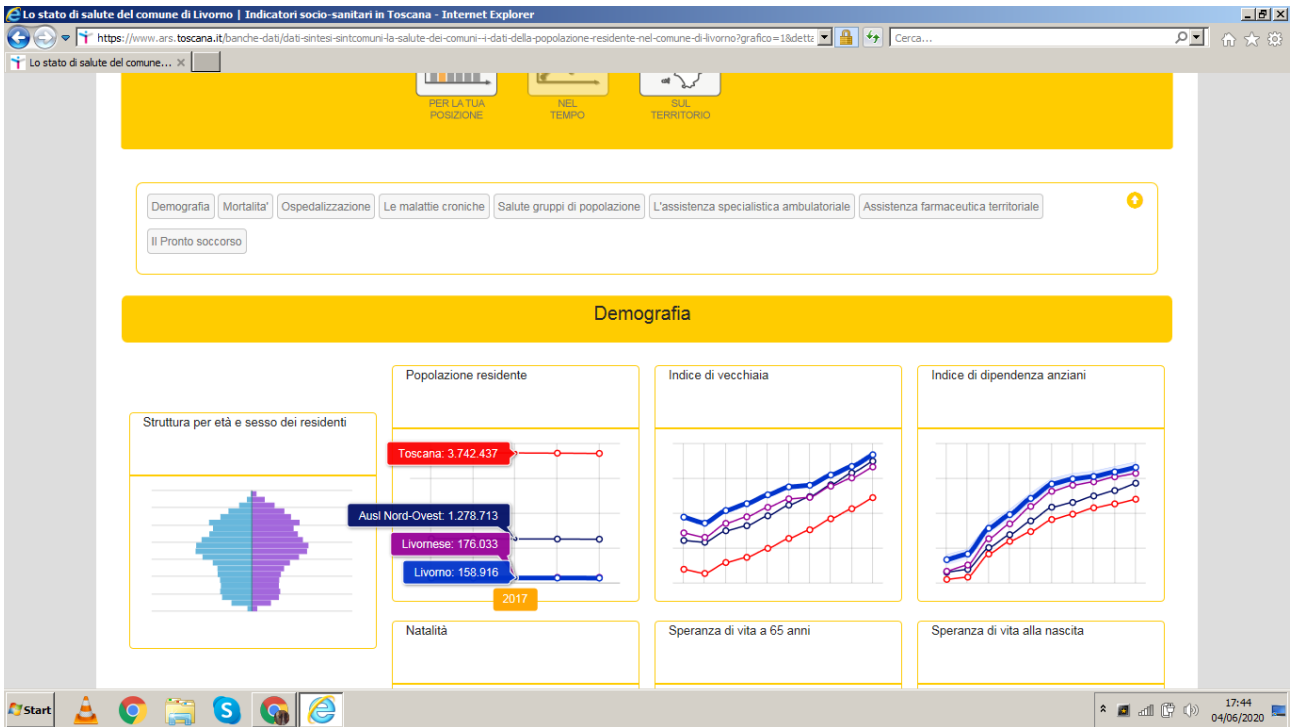 Lo stato di salute del comune di Livorno | Indicatori socio-sanitari in Toscana - Internet Explorer
https://www.ars.toscana.it/banche-dati/dati-sintesi-sintcomuni-la-salute-dei-comuni--i-dati-della-popolazione-residente-nel-comune-di-livorno?grafico=1&detta
Cerca...
Lo stato di salute del comune...
PER LA TUA POSIZIONE
NEL TEMPO
SUL TERRITORIO
Demografia
Mortalita'
Ospedalizzazione
Le malattie croniche
Salute gruppi di popolazione
L'assistenza specialistica ambulatoriale
Assistenza farmaceutica territoriale
Il Pronto soccorso
Demografia
Struttura per età e sesso dei residenti
Popolazione residente
Toscana: 3.742.437
Ausl Nord-Ovest: 1.278.713
Livornese: 176.033
Livorno: 158.916
2017
Indice di vecchiaia
Indice di dipendenza anziani
Natalità
Speranza di vita a 65 anni
Speranza di vita alla nascita
Start
17:44
04/06/2020